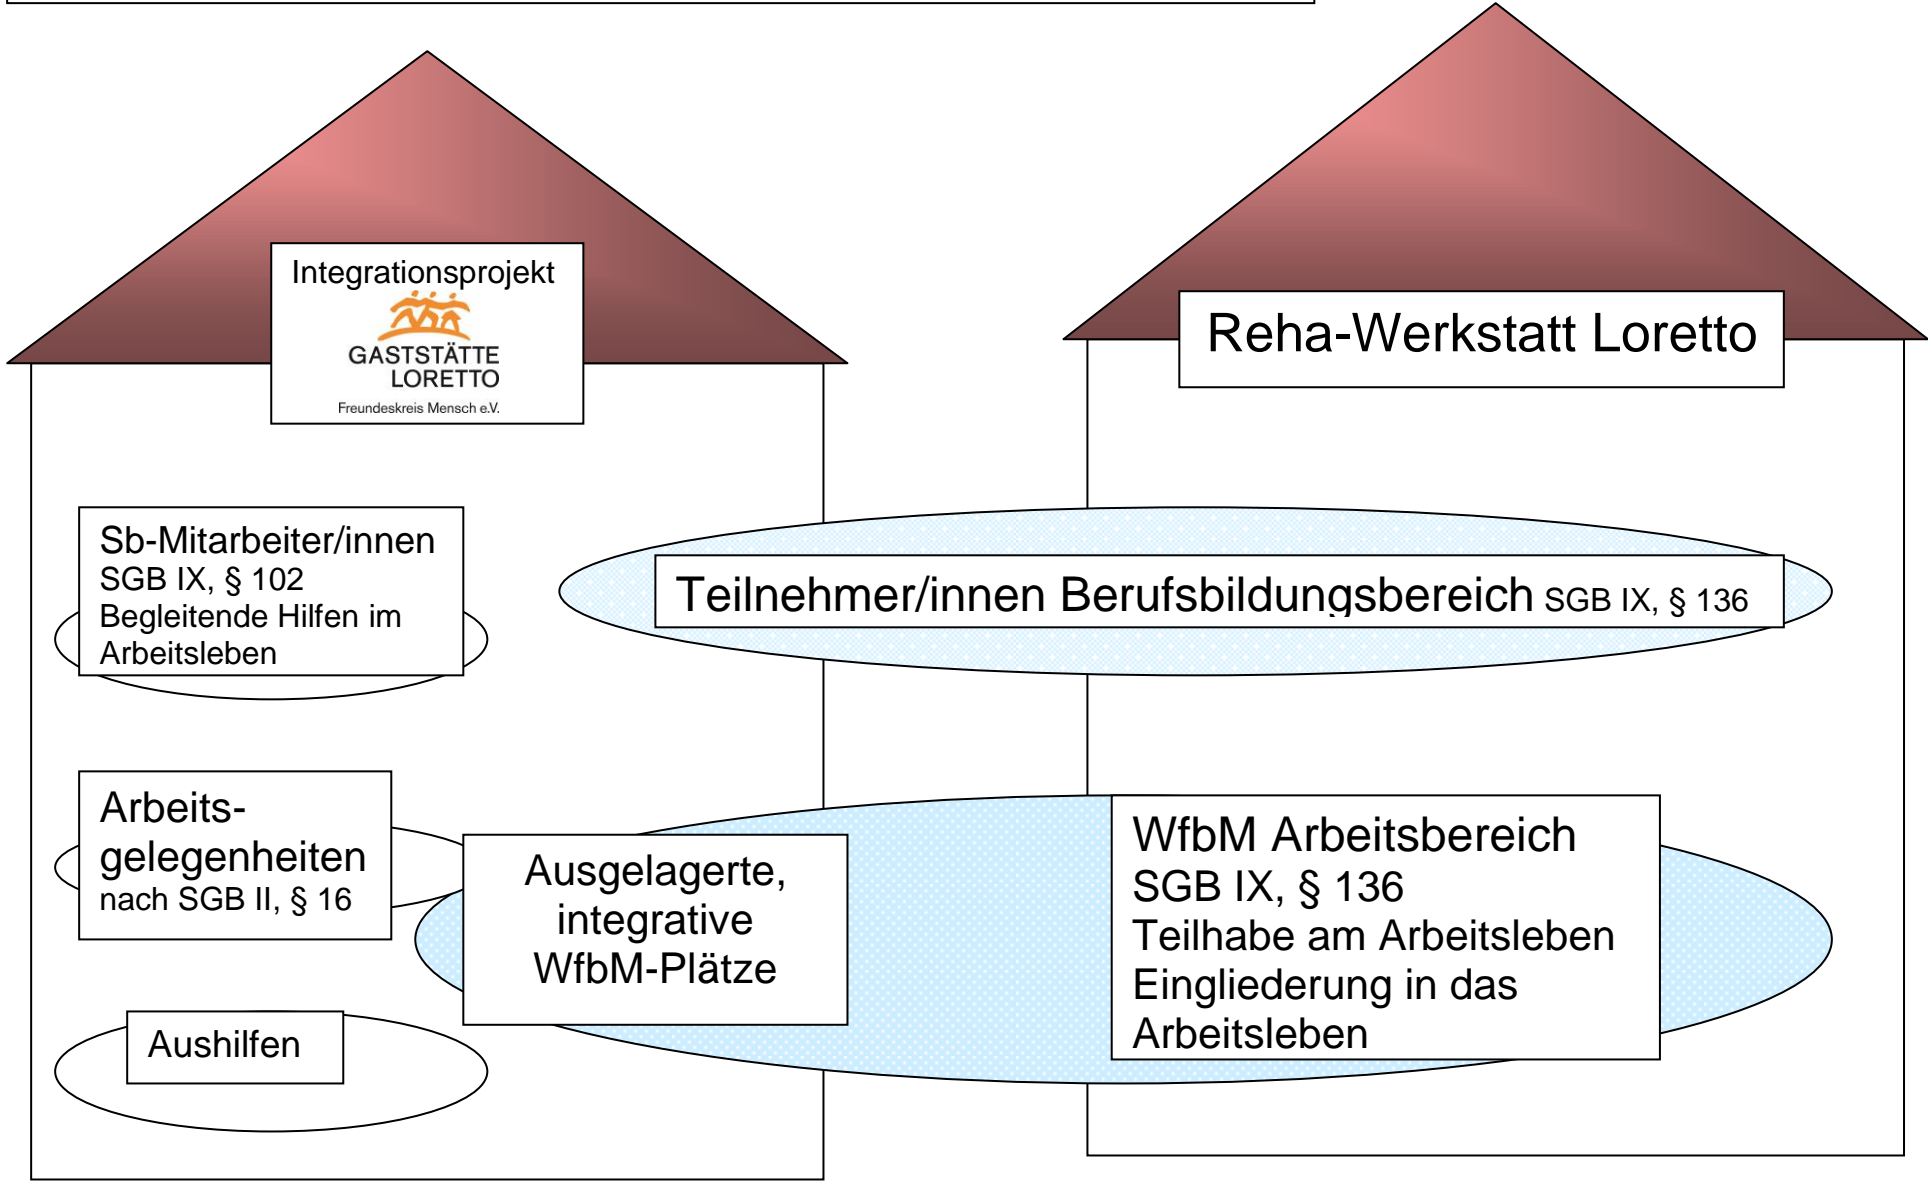 Integrationsprojekt
GASTSTÄTTE
LORETTO
Freundeskreis Mensch e.V.
Reha-Werkstatt Loretto
Sb-Mitarbeiter/innen
SGB IX, § 102
Begleitende Hilfen im
Arbeitsleben
Teilnehmer/innen Berufsbildungsbereich SGB IX, § 136
Arbeits-
gelegenheiten
nach SGB II, § 16
Ausgelagerte,
integrative
WfbM-Plätze
WfbM Arbeitsbereich
SGB IX, § 136
Teilhabe am Arbeitsleben
Eingliederung in das
Arbeitsleben
Aushilfen